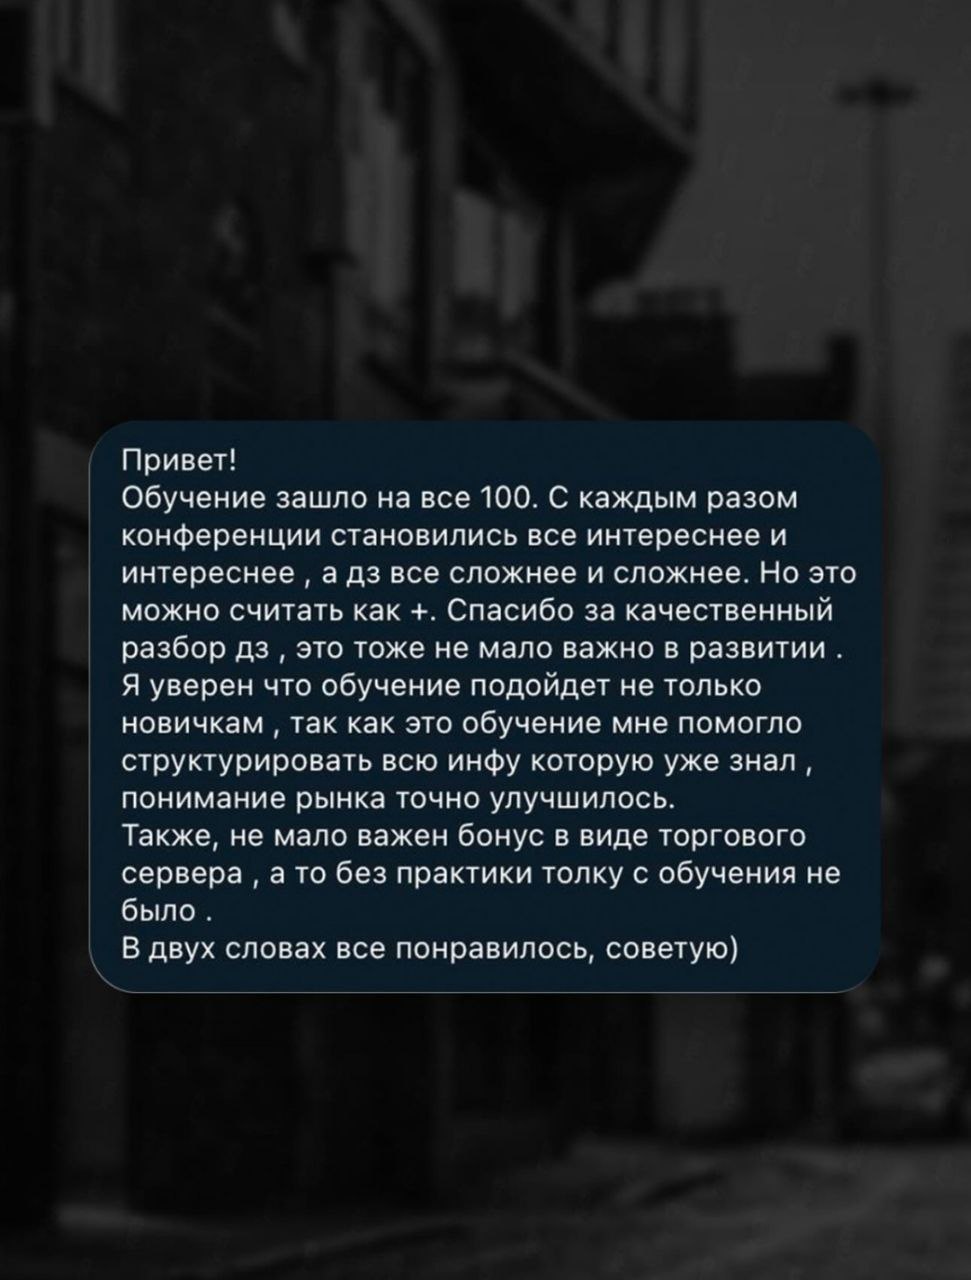 Привет!
Обучение зашло на все 100. С каждым разом
конференции становились все интереснее и
интереснее , а дз все сложнее и сложнее. Но это
можно считать как +. Спасибо за качественный
разбор дз , это тоже не мало важно в развитии .
Я уверен что обучение подойдет не только
новичкам , так как это обучение мне помогло
структурировать всю инфу которую уже знал ,
понимание рынка точно улучшилось.
Также, не мало важен бонус в виде торгового
сервера , а то без практики толку с обучения не
было .
В двух словах все понравилось, советую)